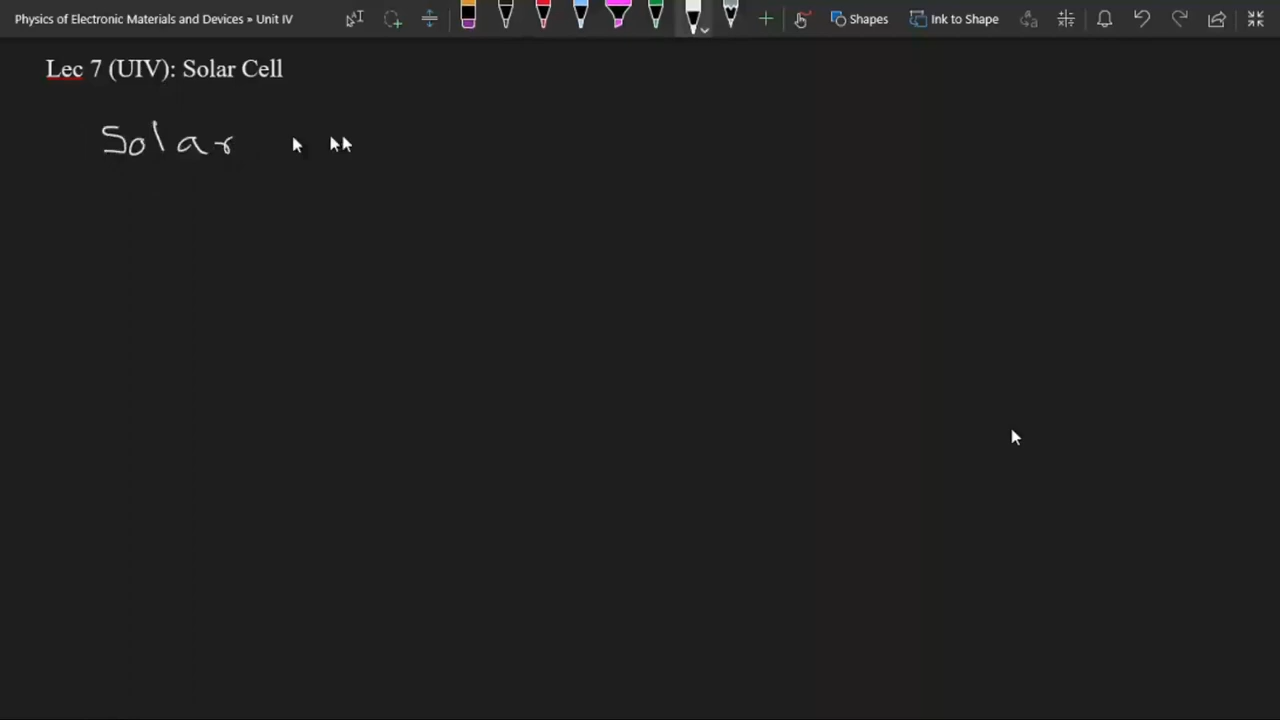 Physics of Electronic Materials and Devices » Unit IV
Shapes
Ink to Shape
Lec 7 (UIV): Solar Cell
Solar